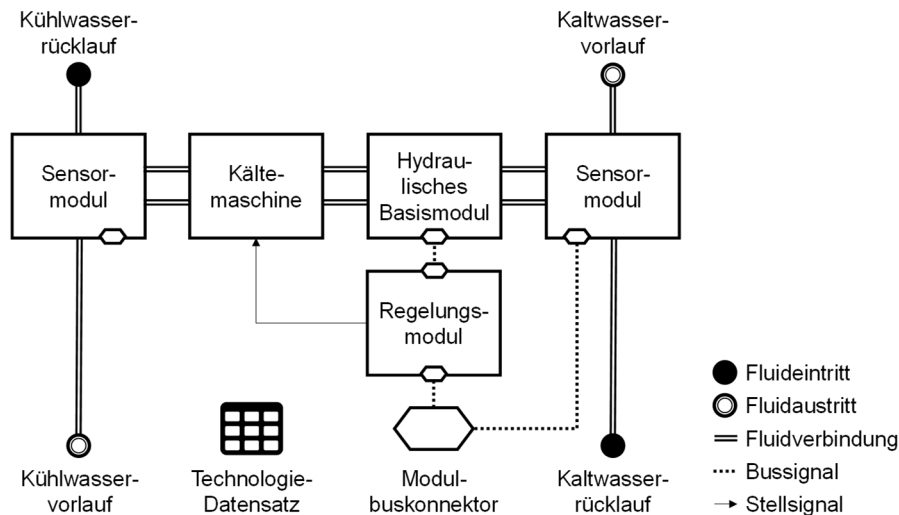 Kühlwasser-
rücklauf
Kaltwasser-
vorlauf
Sensor-
modul
Kälte-
maschine
Hydrau-
lisches
Basismodul
Sensor-
modul
Regelungs-
modul
Fluideintritt
Fluidaustritt
Fluidverbindung
Bussignal
Stellsignal
Kühlwasser-
vorlauf
Technologie-
Datensatz
Modul-
buskonnektor
Kaltwasser-
rücklauf